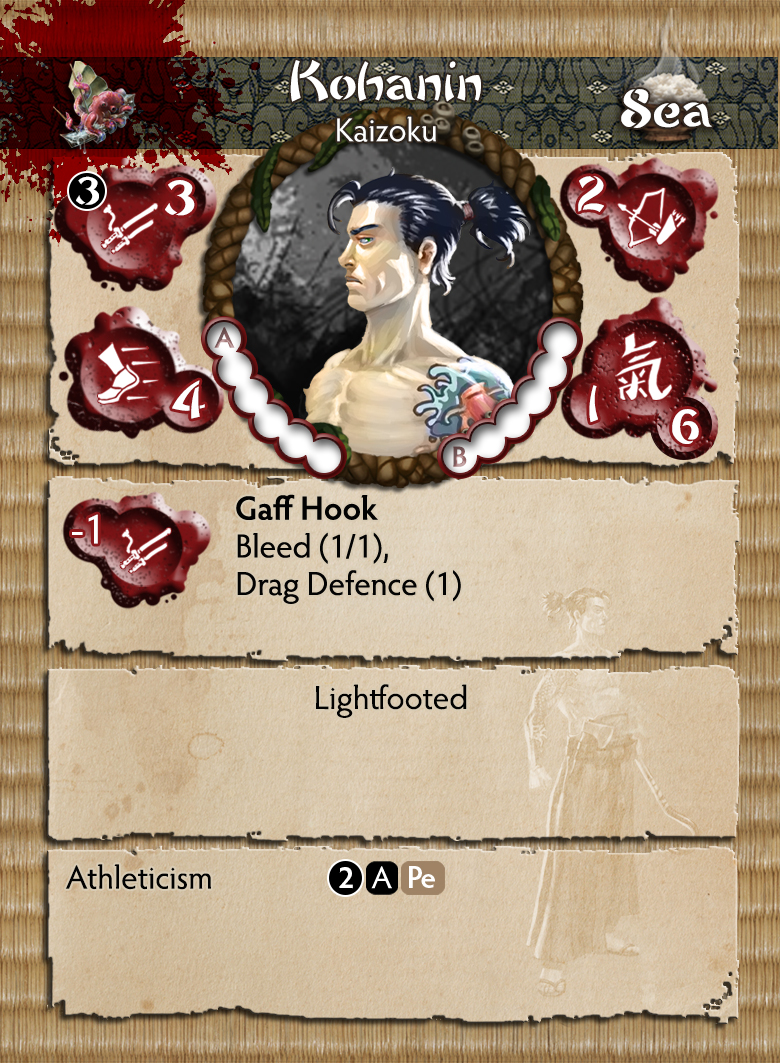 Kohanin
Kaizoku
8ea
3 3
2
4
氣
1 6
A
B
-1
Gaff Hook
Bleed (1/1),
Drag Defence (1)
Lightfooted
Athleticism 2 A Pe